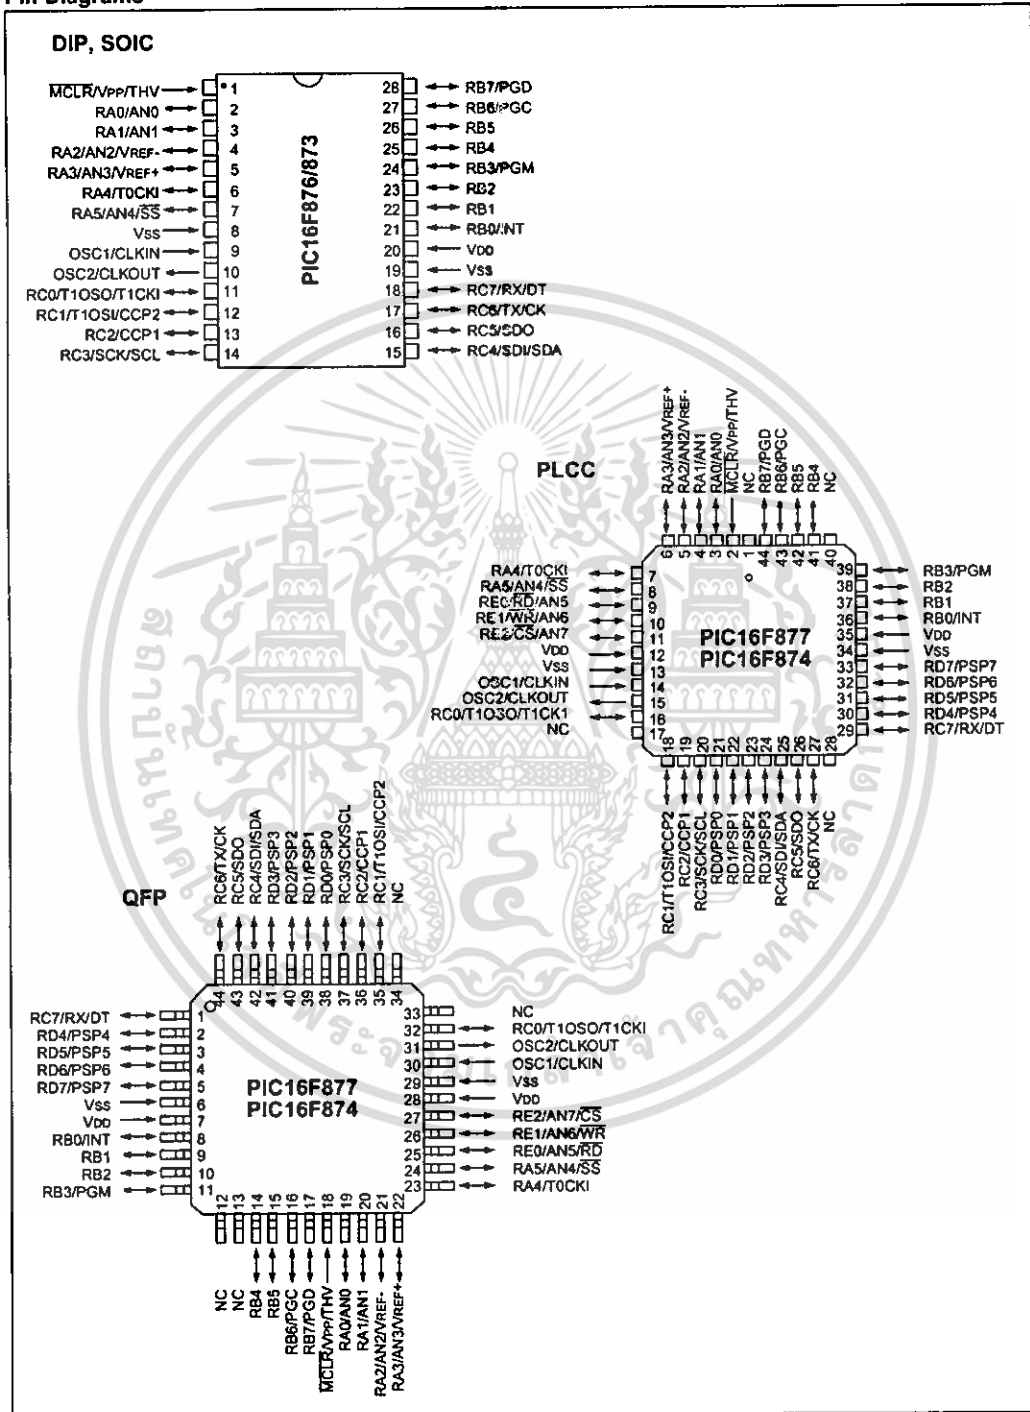 Pin Diagrams
DIP, SOIC
MCLR/VPP/THV 1
RA0/AN0 2
RA1/AN1 3
RA2/AN2/VREF- 4
RA3/AN3/VREF+ 5
RA4/T0CKI 6
RA5/AN4/SS 7
VSS 8
OSC1/CLKIN 9
OSC2/CLKOUT 10
RC0/T1OSO/T1CKI 11
RC1/T1OSI/CCP2 12
RC2/CCP1 13
RC3/SCK/SCL 14
PIC16F876/873
28 RB7/PGD
27 RB6/PGC
26 RB5
25 RB4
24 RB3/PGM
23 RB2
22 RB1
21 RB0/INT
20 VDD
19 VSS
18 RC7/RX/DT
17 RC6/TX/CK
16 RC5/SDO
15 RC4/SDI/SDA
PLCC
RA3/AN3/VREF+ 6
RA2/AN2/VREF- 5
RA1/AN1 4
RA0/AN0 3
MCLR/VPP/THV 2
NC 1
RB7/PGD 44
RB6/PGC 43
RB5 42
RB4 41
NC 40
RA4/T0CKI 7
RA5/AN4/SS 8
RE0/RD/AN5 9
RE1/WR/AN6 10
RE2/CS/AN7 11
VDD 12
VSS 13
OSC1/CLKIN 14
OSC2/CLKOUT 15
RC0/T1OSO/T1CK1 16
NC 17
PIC16F877
PIC16F874
39 RB3/PGM
38 RB2
37 RB1
36 RB0/INT
35 VDD
34 VSS
33 RD7/PSP7
32 RD6/PSP6
31 RD5/PSP5
30 RD4/PSP4
29 RC7/RX/DT
18 RC1/T1OSI/CCP2
19 RC2/CCP1
20 RC3/SCK/SCL
21 RD0/PSP0
22 RD1/PSP1
23 RD2/PSP2
24 RD3/PSP3
25 RC4/SDI/SDA
26 RC5/SDO
27 RC6/TX/CK
28 NC
QFP
RC6/TX/CK 44
RC5/SDO 43
RC4/SDI/SDA 42
RD3/PSP3 41
RD2/PSP2 40
RD1/PSP1 39
RD0/PSP0 38
RC3/SCK/SCL 37
RC2/CCP1 36
RC1/T1OSI/CCP2 35
NC 34
RC7/RX/DT 1
RD4/PSP4 2
RD5/PSP5 3
RD6/PSP6 4
RD7/PSP7 5
VSS 6
VDD 7
RB0/INT 8
RB1 9
RB2 10
RB3/PGM 11
PIC16F877
PIC16F874
33 NC
32 RC0/T1OSO/T1CKI
31 OSC2/CLKOUT
30 OSC1/CLKIN
29 VSS
28 VDD
27 RE2/AN7/CS
26 RE1/AN6/WR
25 RE0/AN5/RD
24 RA5/AN4/SS
23 RA4/T0CKI
12 NC
13 NC
14 RB4
15 RB5
16 RB6/PGC
17 RB7/PGD
18 MCLR/VPP/THV
19 RA0/AN0
20 RA1/AN1
21 RA2/AN2/VREF-
22 RA3/AN3/VREF+